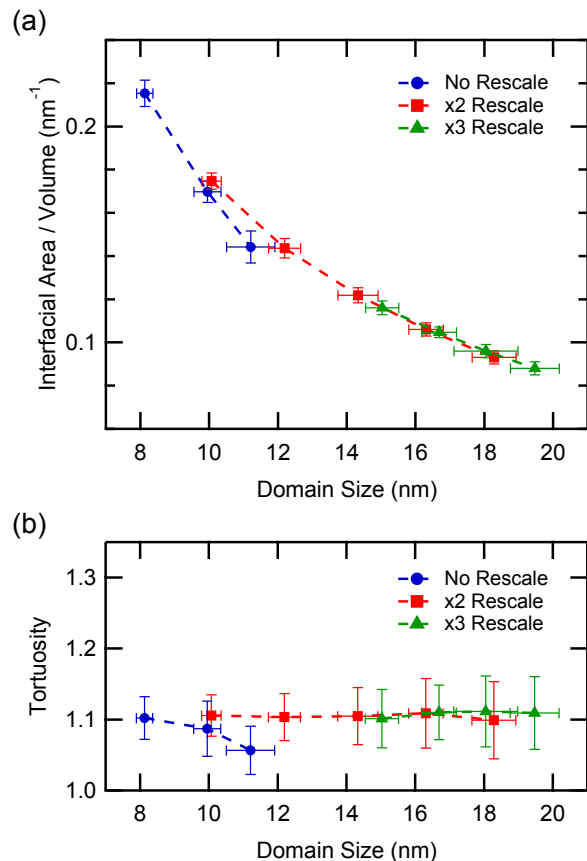 (a)
Interfacial Area / Volume (nm⁻¹)
0.2
0.1
No Rescale
x2 Rescale
x3 Rescale
8 10 12 14 16 18 20
Domain Size (nm)
(b)
Tortuosity
1.3
1.2
1.1
1.0
No Rescale
x2 Rescale
x3 Rescale
8 10 12 14 16 18 20
Domain Size (nm)